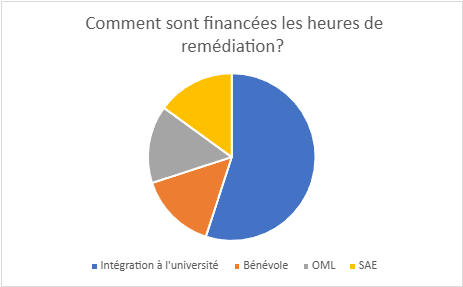 Comment sont financées les heures de
remédiation?
Intégration à l'université Bénévole OML SAE